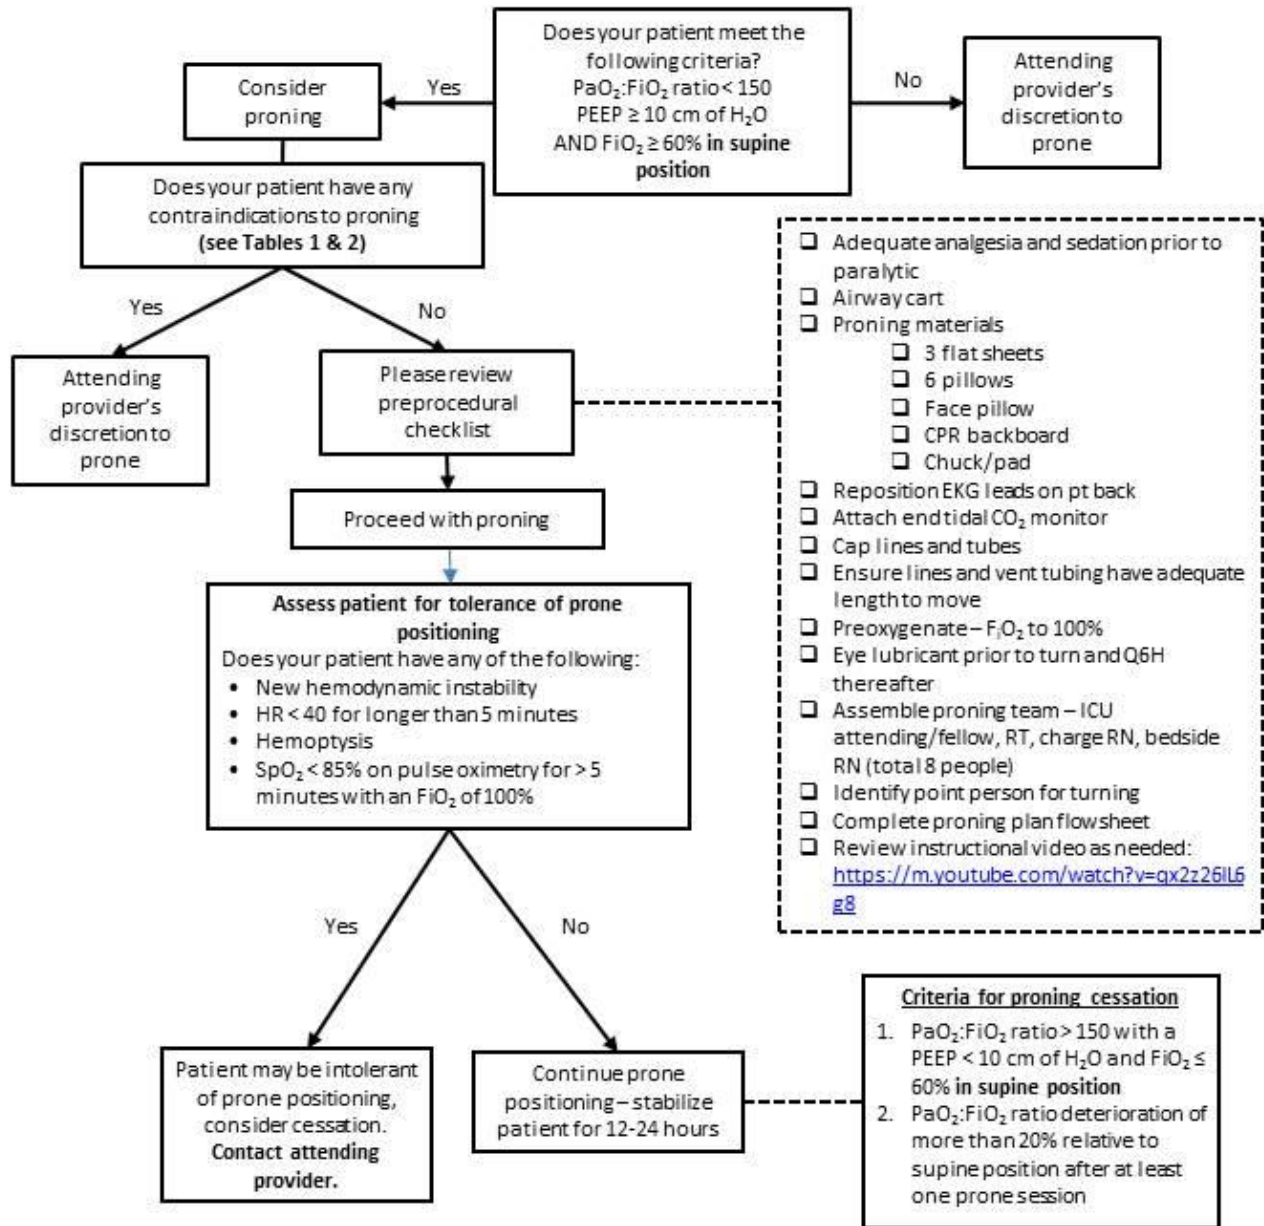 Does your patient meet the
following criteria?
PaO₂:FiO₂ ratio < 150
PEEP ≥ 10 cm of H₂O
AND FiO₂ ≥ 60% in supine
position
Yes
No
Consider
proning
Attending
provider's
discretion to
prone
Does your patient have any
contraindications to proning
(see Tables 1 & 2)
Yes
No
Attending
provider's
discretion to
prone
Please review
preprocedural
checklist
❑ Adequate analgesia and sedation prior to
paralytic
❑ Airway cart
❑ Proning materials
❑ 3 flat sheets
❑ 6 pillows
❑ Face pillow
❑ CPR backboard
❑ Chuck/pad
❑ Reposition EKG leads on pt back
❑ Attach end tidal CO₂ monitor
❑ Cap lines and tubes
❑ Ensure lines and vent tubing have adequate
length to move
❑ Preoxygenate – FᵢO₂ to 100%
❑ Eye lubricant prior to turn and Q6H
thereafter
❑ Assemble proning team – ICU
attending/fellow, RT, charge RN, bedside
RN (total 8 people)
❑ Identify point person for turning
❑ Complete proning plan flowsheet
❑ Review instructional video as needed:
https://m.youtube.com/watch?v=qx2z26IL6
g8
Proceed with proning
Assess patient for tolerance of prone
positioning
Does your patient have any of the following:
• New hemodynamic instability
• HR < 40 for longer than 5 minutes
• Hemoptysis
• SpO₂ < 85% on pulse oximetry for > 5
minutes with an FiO₂ of 100%
Yes
No
Patient may be intolerant
of prone positioning,
consider cessation.
Contact attending
provider.
Continue prone
positioning – stabilize
patient for 12-24 hours
Criteria for proning cessation
1. PaO₂:FiO₂ ratio > 150 with a
PEEP < 10 cm of H₂O and FiO₂ ≤
60% in supine position
2. PaO₂:FiO₂ ratio deterioration of
more than 20% relative to
supine position after at least
one prone session